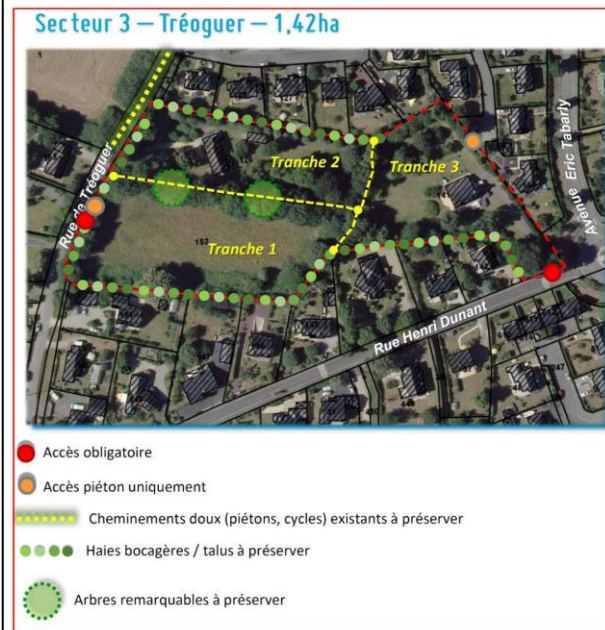 Secteur 3 – Tréoguer – 1,42ha
Rue de Tréoguer
Tranche 2
Tranche 3
Avenue Eric Tabarly
152
Tranche 1
Rue Henri Dunant
Accès obligatoire
Accès piéton uniquement
Cheminements doux (piétons, cycles) existants à préserver
Haies bocagères / talus à préserver
Arbres remarquables à préserver